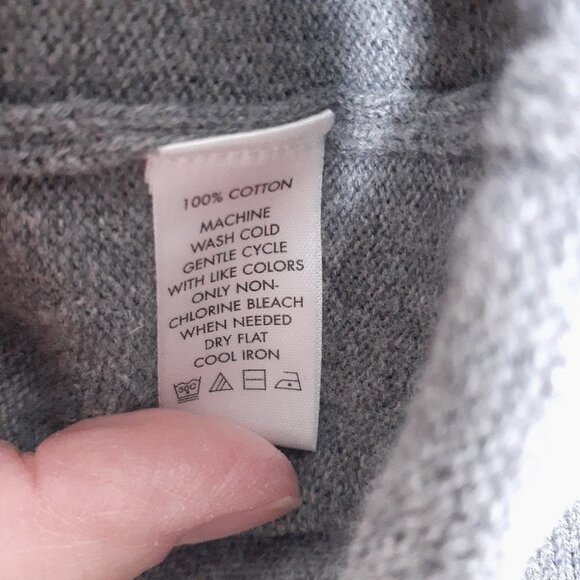 100% COTTON
MACHINE
WASH COLD
GENTLE CYCLE
WITH LIKE COLORS
ONLY NON-
CHLORINE BLEACH
WHEN NEEDED
DRY FLAT
COOL IRON